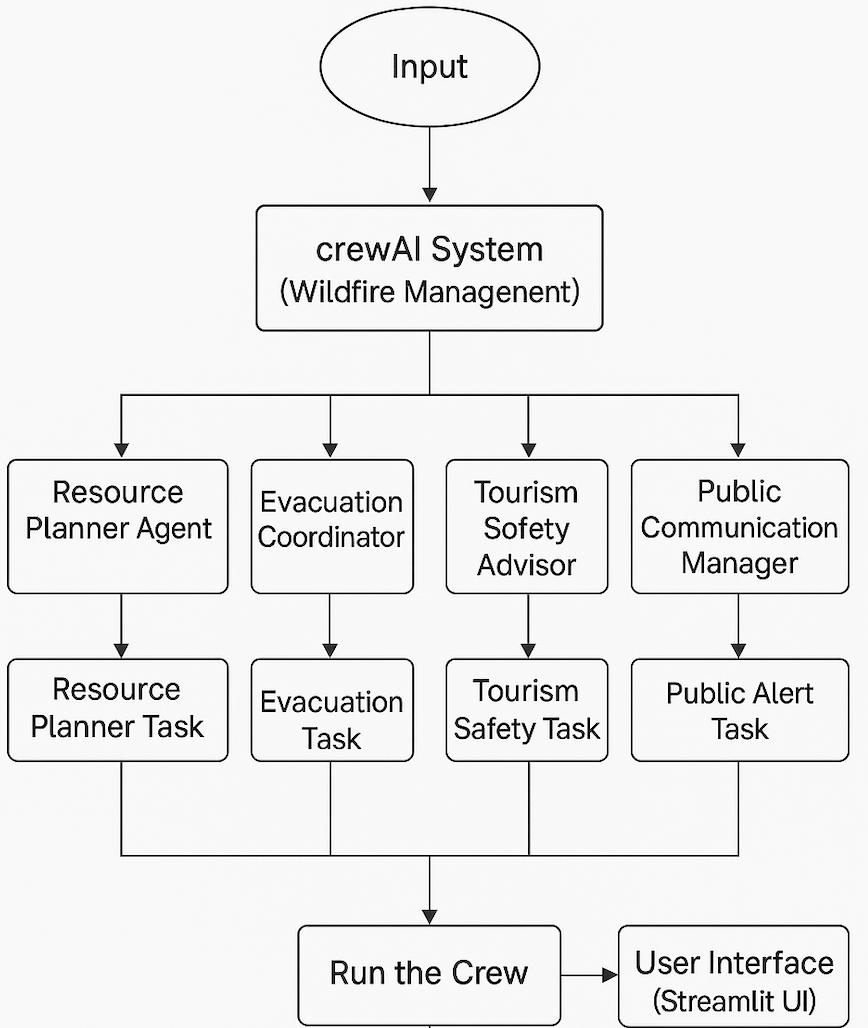 Input
crewAI System
(Wildfire Managenent)
Resource
Planner Agent
Evacuation
Coordinator
Tourism
Sofety
Advisor
Public
Communication
Manager
Resource
Planner Task
Evacuation
Task
Tourism
Safety Task
Public Alert
Task
Run the Crew
User Interface
(Streamlit UI)